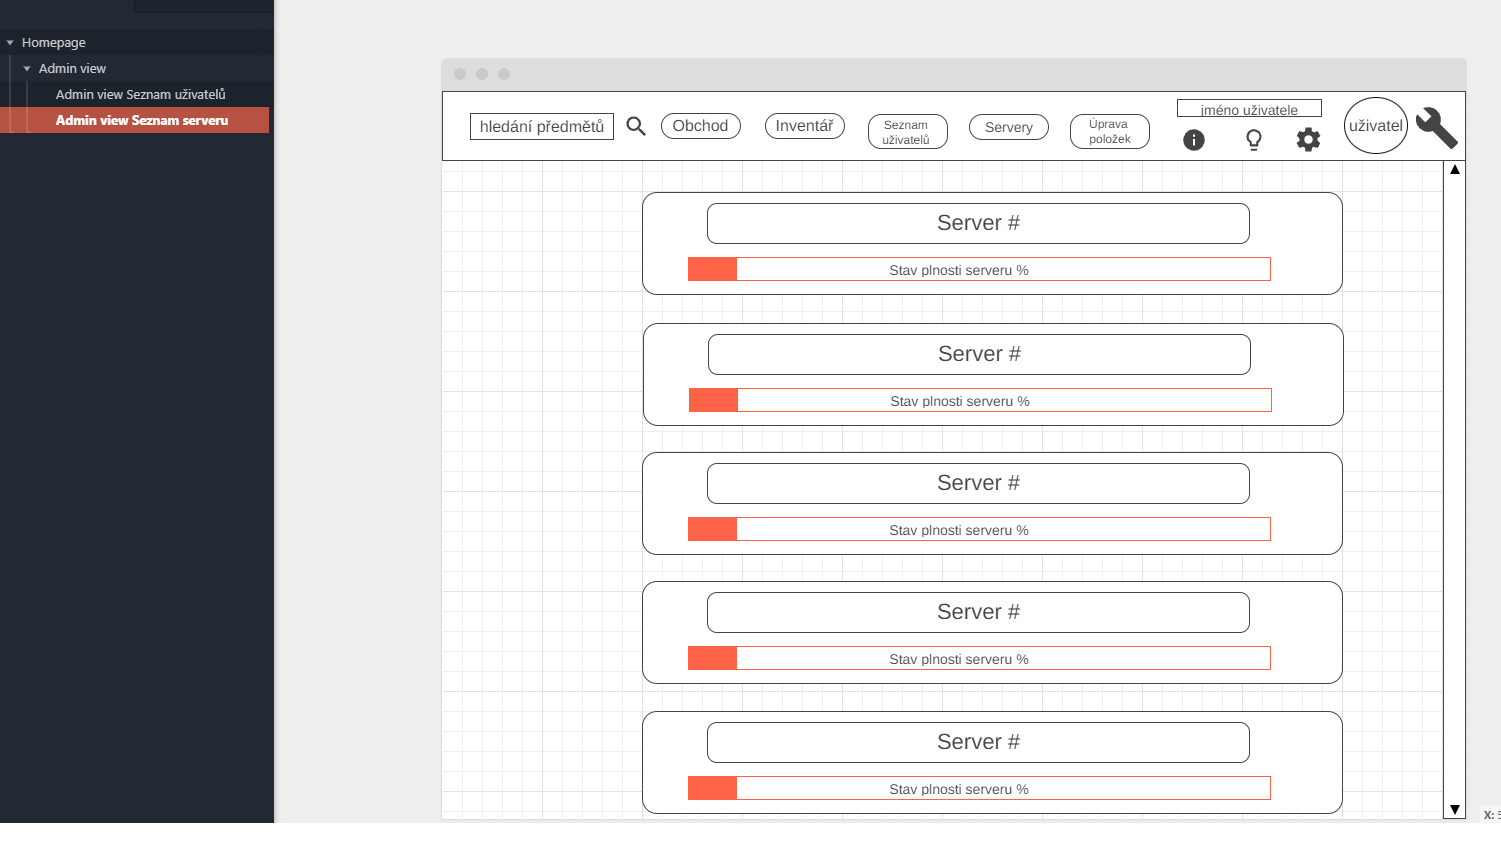 Homepage
Admin view
Admin view Seznam uživatelů
Admin view Seznam serveru
hledání předmětů
Obchod
Inventář
Seznam
uživatelů
Servery
Úprava
položek
jméno uživatele
uživatel
Server #
Stav plnosti serveru %
Server #
Stav plnosti serveru %
Server #
Stav plnosti serveru %
Server #
Stav plnosti serveru %
Server #
Stav plnosti serveru %
X: 5